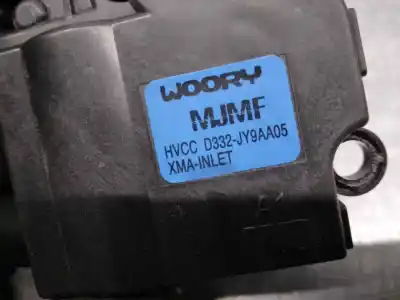 WOORY
MJMF
HVCC D332-JY9AA05
XMA-INLET